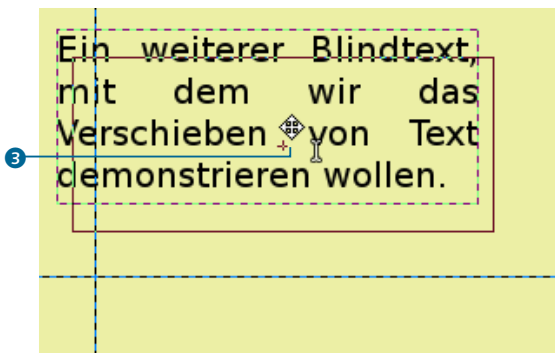 Ein weiterer Blindtext,
mit dem wir das
Verschieben von Text
demonstrieren wollen.
3